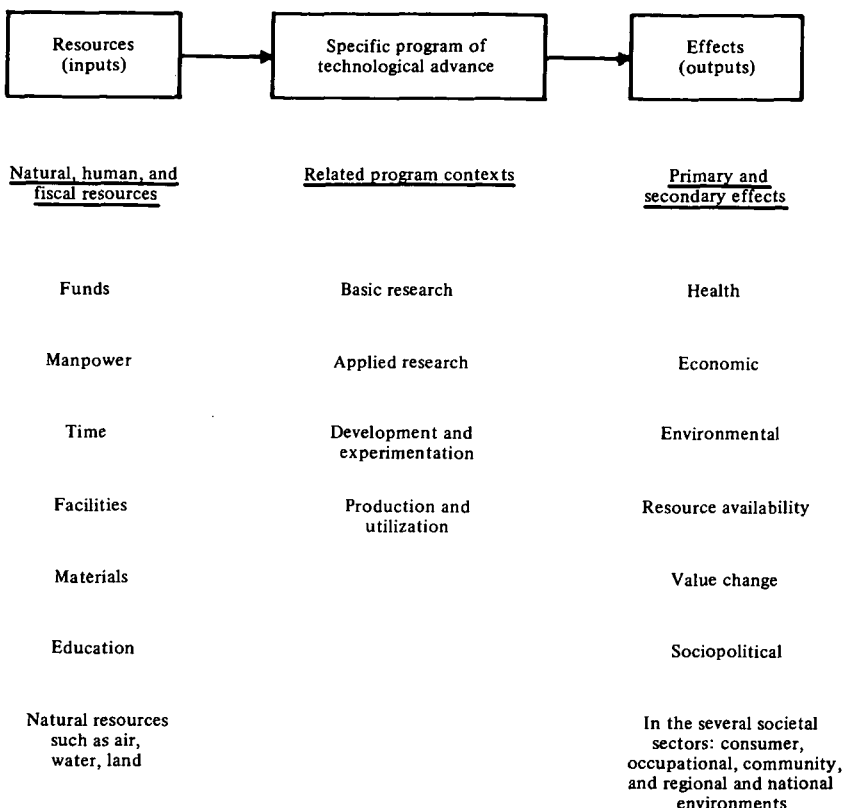 Resources
(inputs)
Specific program of
technological advance
Effects
(outputs)
Natural, human, and
fiscal resources
Related program contexts
Primary and
secondary effects
Funds
Basic research
Health
Manpower
Applied research
Economic
Time
Development and
experimentation
Environmental
Facilities
Production and
utilization
Resource availability
Materials
Value change
Education
Sociopolitical
Natural resources
such as air,
water, land
In the several societal
sectors: consumer,
occupational, community,
and regional and national
environments